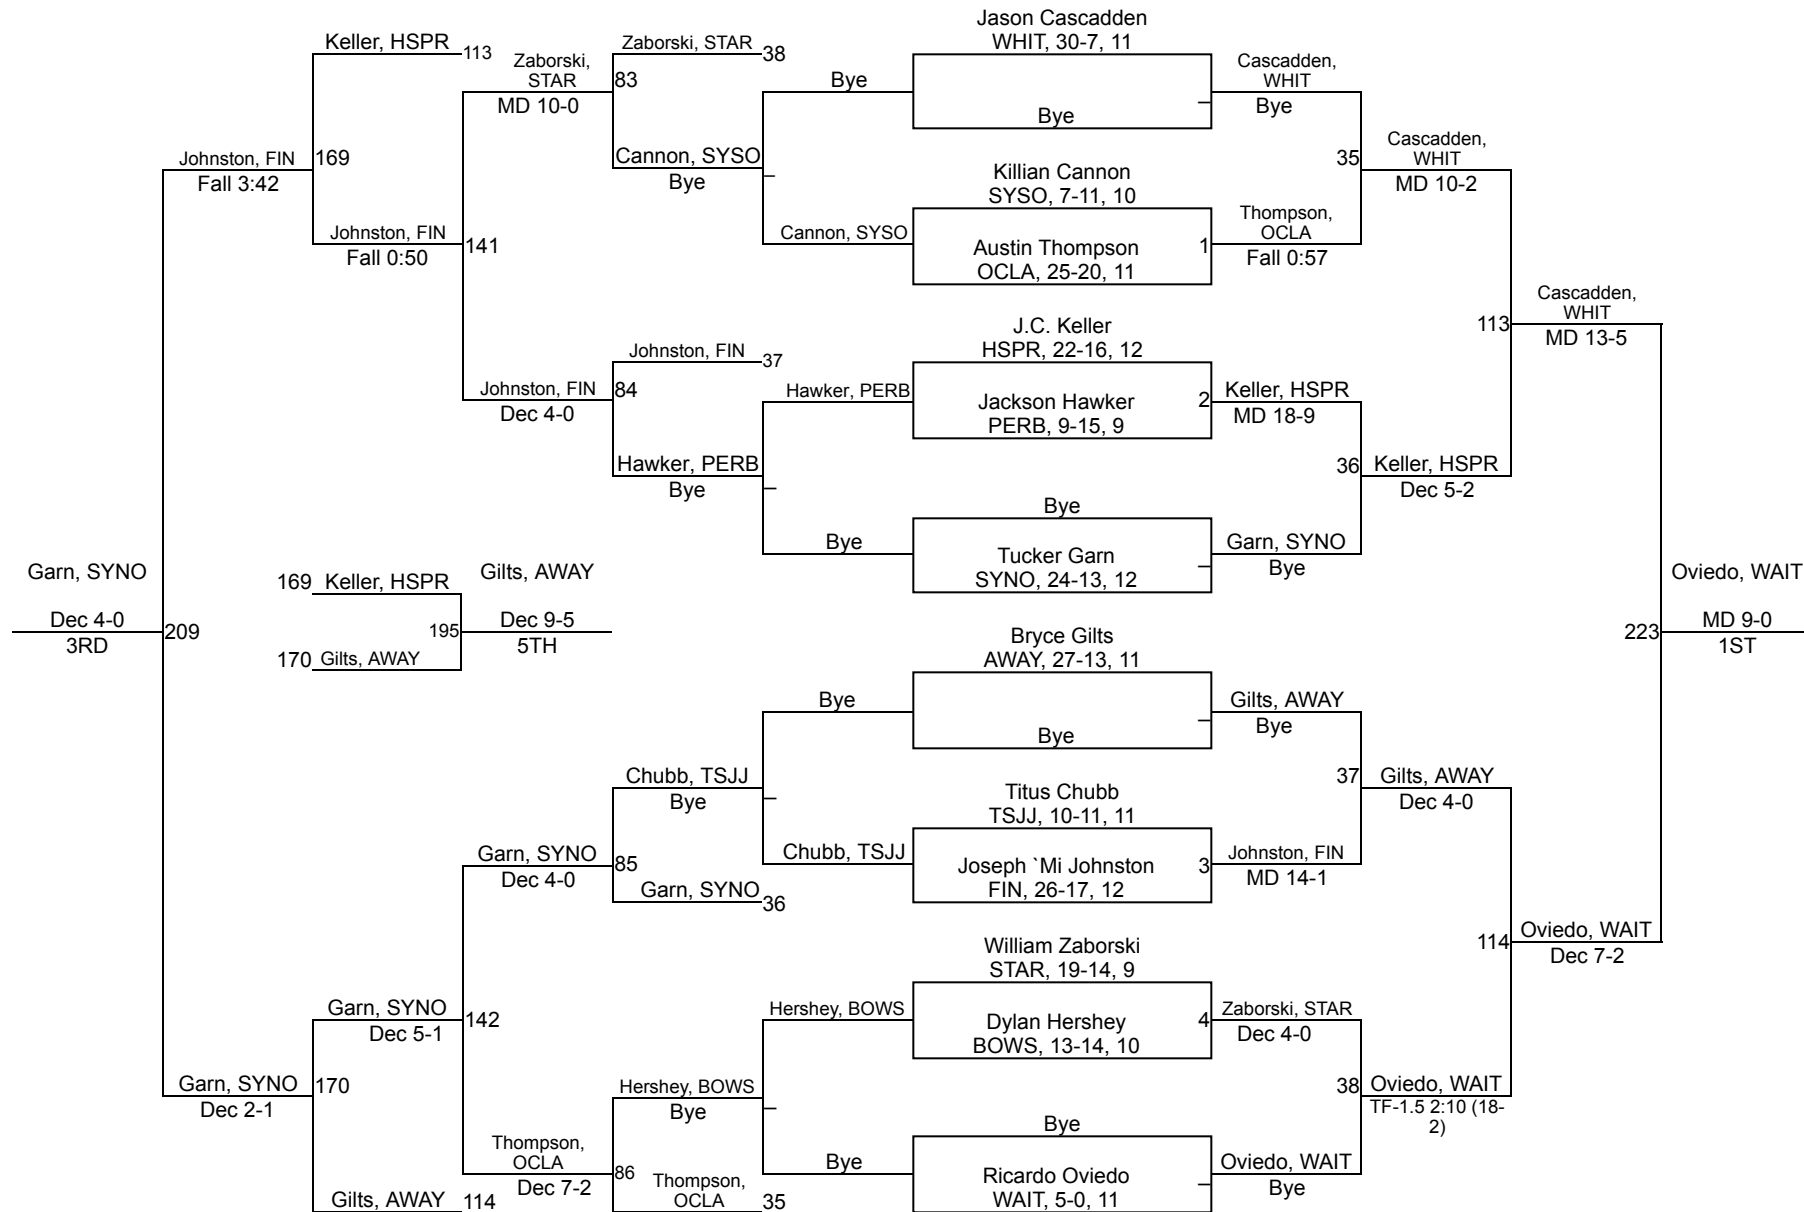 Jason Cascadden
WHIT, 30-7, 11
Keller, HSPR
113
Zaborski, STAR
38
Zaborski,
STAR
MD 10-0
83
Bye
Cascadden,
WHIT
Bye
Bye
Cannon, SYSO
Bye
Johnston, FIN
Fall 3:42
169
35
Cascadden,
WHIT
MD 10-2
Killian Cannon
SYSO, 7-11, 10
Johnston, FIN
Fall 0:50
141
Cannon, SYSO
Austin Thompson
OCLA, 25-20, 11
1
Thompson,
OCLA
Fall 0:57
Cascadden,
WHIT
MD 13-5
113
J.C. Keller
HSPR, 22-16, 12
Johnston, FIN
37
Johnston, FIN
Dec 4-0
84
Hawker, PERB
Jackson Hawker
PERB, 9-15, 9
2
Keller, HSPR
MD 18-9
Hawker, PERB
Bye
36
Keller, HSPR
Dec 5-2
Bye
Bye
Tucker Garn
SYNO, 24-13, 12
Garn, SYNO
Bye
Garn, SYNO
Dec 4-0
3RD
209
169
Keller, HSPR
195
170
Gilts, AWAY
Gilts, AWAY
Dec 9-5
5TH
223
Oviedo, WAIT
MD 9-0
1ST
Bryce Gilts
AWAY, 27-13, 11
Bye
Bye
Gilts, AWAY
Bye
Chubb, TSJJ
Bye
37
Gilts, AWAY
Dec 4-0
Titus Chubb
TSJJ, 10-11, 11
Garn, SYNO
Dec 4-0
85
Chubb, TSJJ
Joseph `Mi Johnston
FIN, 26-17, 12
3
Johnston, FIN
MD 14-1
Garn, SYNO
36
114
Oviedo, WAIT
Dec 7-2
William Zaborski
STAR, 19-14, 9
Garn, SYNO
Dec 5-1
142
Hershey, BOWS
Dylan Hershey
BOWS, 13-14, 10
4
Zaborski, STAR
Dec 4-0
Garn, SYNO
Dec 2-1
170
Hershey, BOWS
Bye
38
Oviedo, WAIT
TF-1.5 2:10 (18-
2)
Bye
Thompson,
OCLA
Dec 7-2
86
Bye
Ricardo Oviedo
WAIT, 5-0, 11
Oviedo, WAIT
Bye
Gilts, AWAY
114
Thompson,
OCLA
35